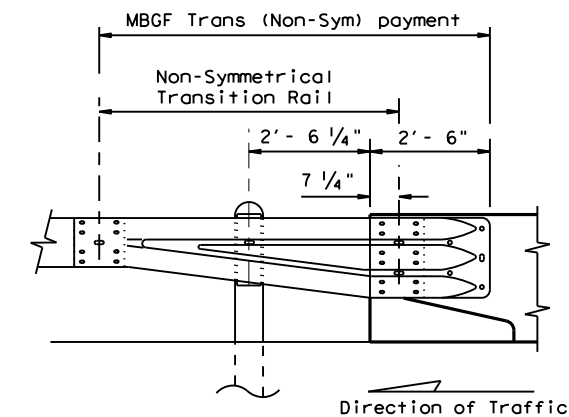 MBGF Trans (Non-Sym) payment
Non-Symmetrical
Transition Rail
2' - 6 1/4" 2' - 6"
7 1/4"
Direction of Traffic